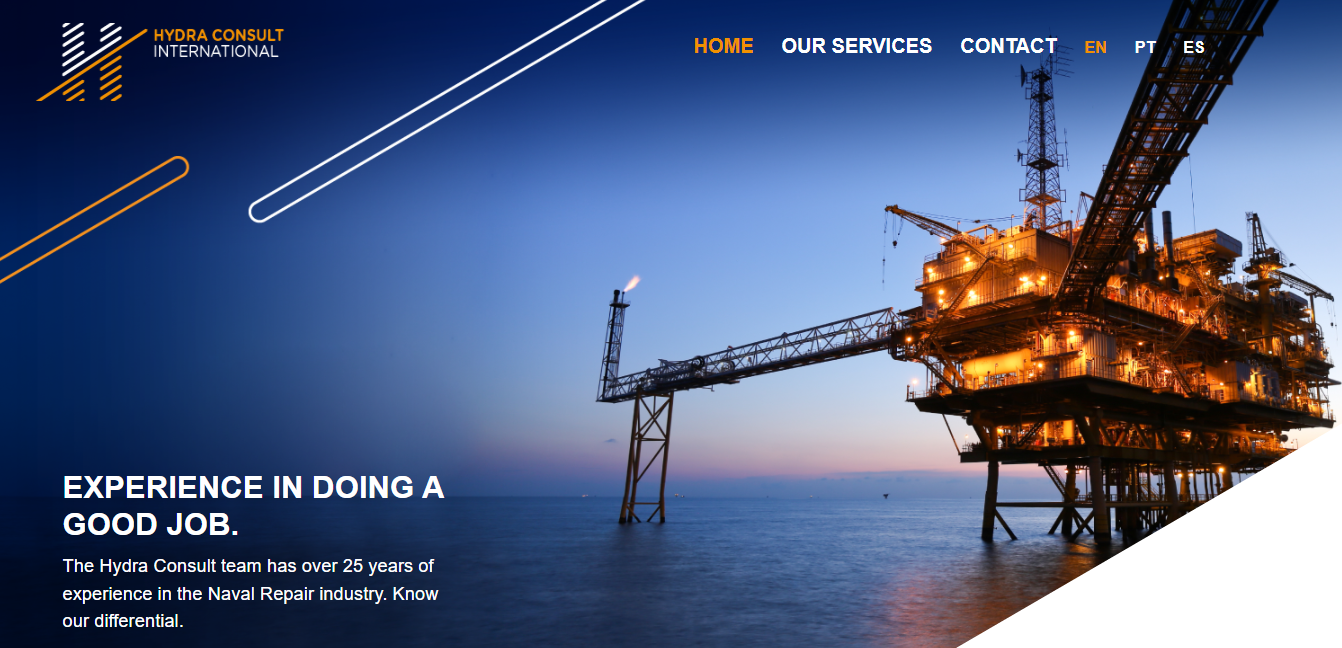 HYDRA CONSULT
INTERNATIONAL
HOME OUR SERVICES CONTACT EN PT ES
EXPERIENCE IN DOING A
GOOD JOB.
The Hydra Consult team has over 25 years of
experience in the Naval Repair industry. Know
our differential.